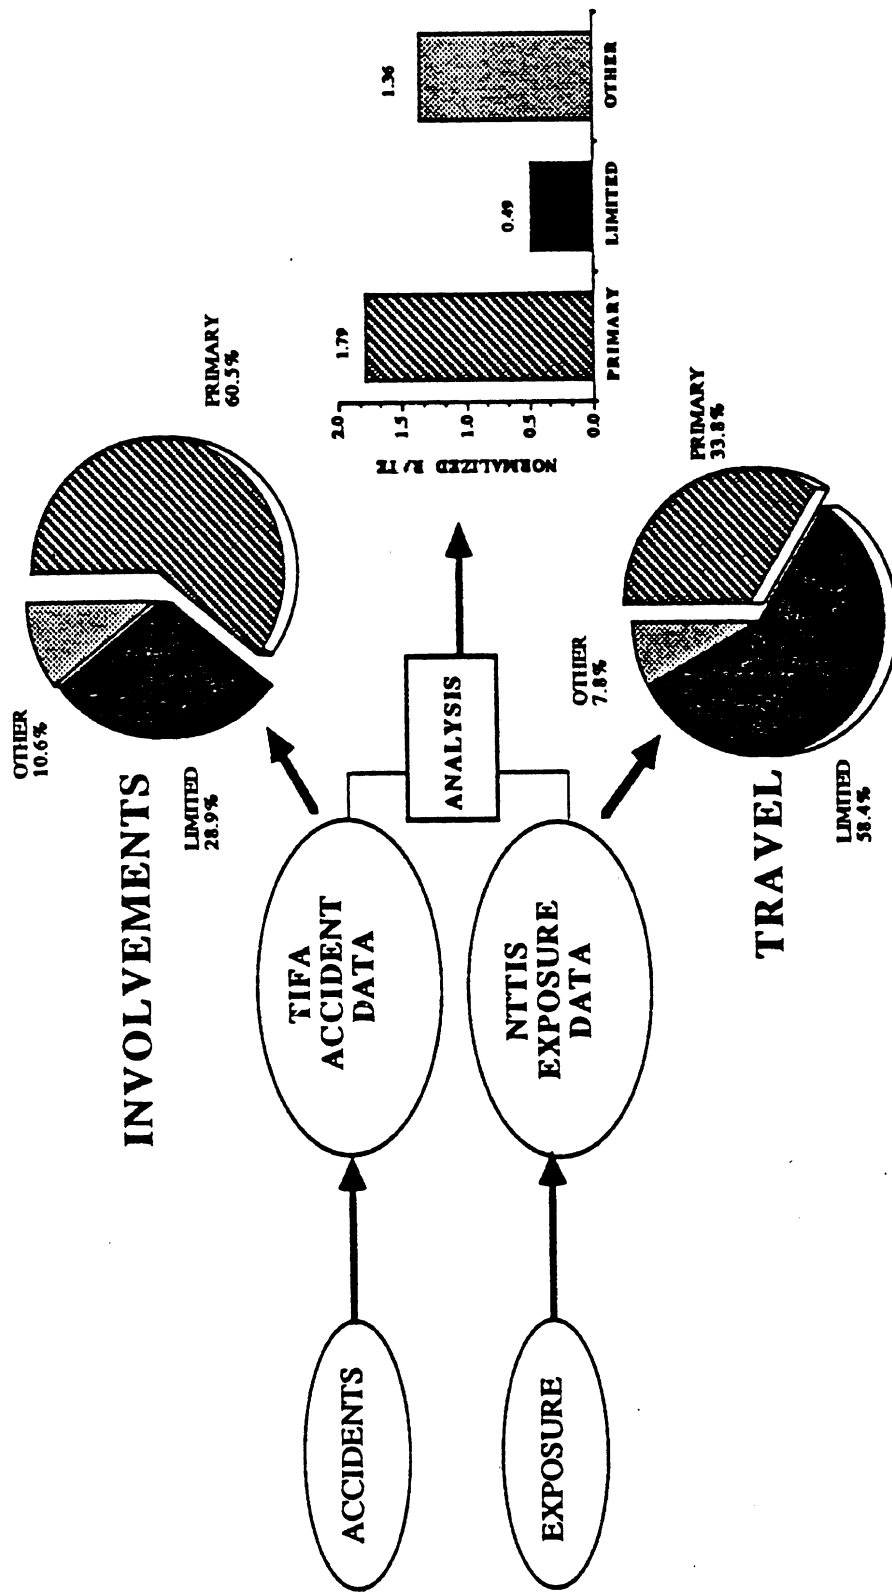 INVOLVEMENTS
OTHER
10.6%
LIMITED
28.9%
PRIMARY
60.5%
ACCIDENTS
TIFA
ACCIDENT
DATA
EXPOSURE
NTTIS
EXPOSURE
DATA
ANALYSIS
NORMALIZED
2.0
1.5
1.0
0.5
0.0
1.79
0.49
1.36
PRIMARY
LIMITED
OTHER
TRAVEL
OTHER
7.8%
LIMITED
58.4%
PRIMARY
33.8%